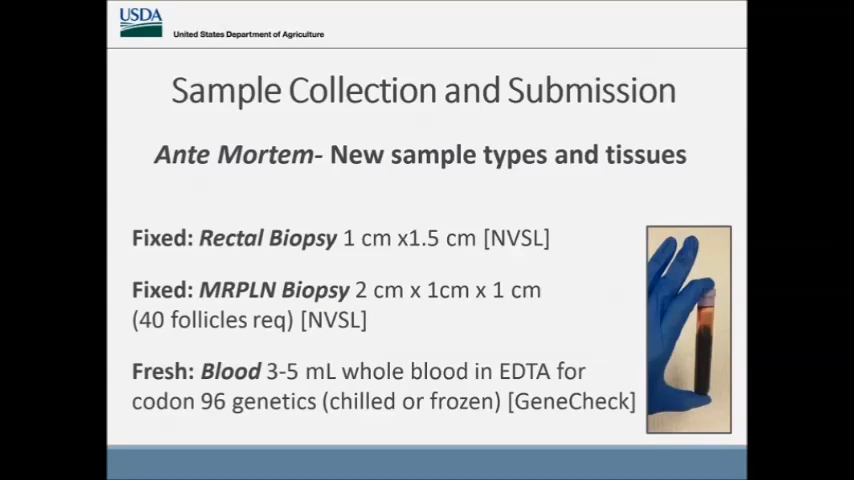 USDA
United States Department of Agriculture
Sample Collection and Submission
Ante Mortem- New sample types and tissues
Fixed: Rectal Biopsy 1 cm x1.5 cm [NVSL]
Fixed: MRPLN Biopsy 2 cm x 1cm x 1 cm
(40 follicles req) [NVSL]
Fresh: Blood 3-5 mL whole blood in EDTA for
codon 96 genetics (chilled or frozen) [GeneCheck]